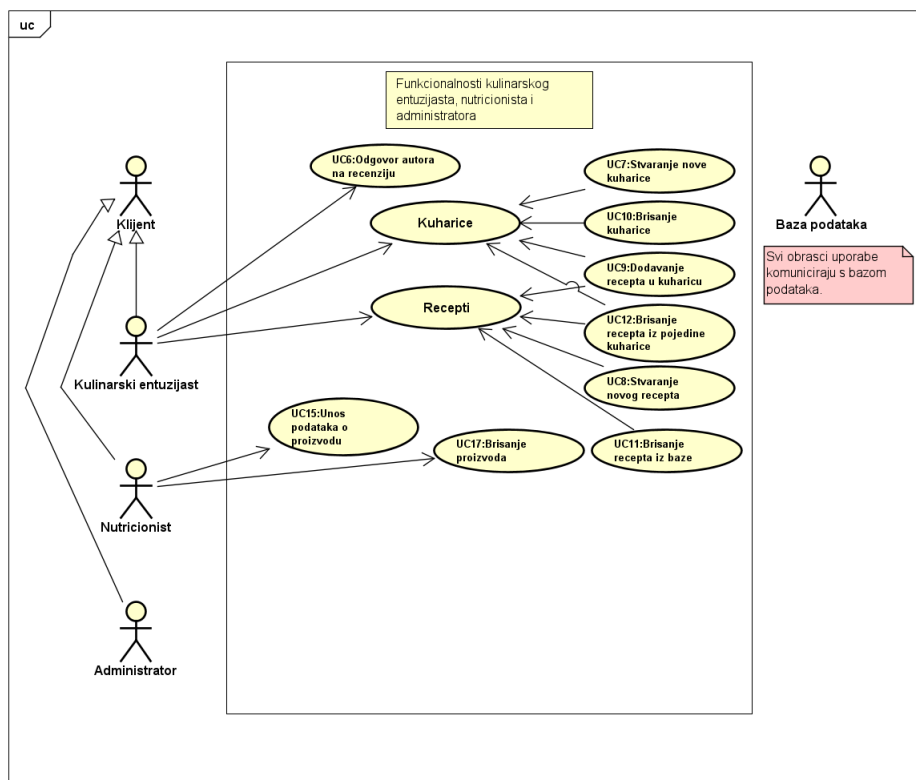 uc
Funkcionalnosti kulinarskog
entuzijasta, nutricionista i
administratora
UC6:Odgovor autora
na recenziju
UC7:Stvaranje nove
kuharice
Klijent
Kuharice
UC10:Brisanje
kuharice
Baza podataka
Svi obrasci uporabe
komuniciraju s bazom
podataka.
UC9:Dodavanje
recepta u kuharicu
Recepti
UC12:Brisanje
recepta iz pojedine
kuharice
Kulinarski entuzijast
UC8:Stvaranje
novog recepta
UC15:Unos
podataka o
proizvodu
UC17:Brisanje
proizvoda
UC11:Brisanje
recepta iz baze
Nutricionist
Administrator